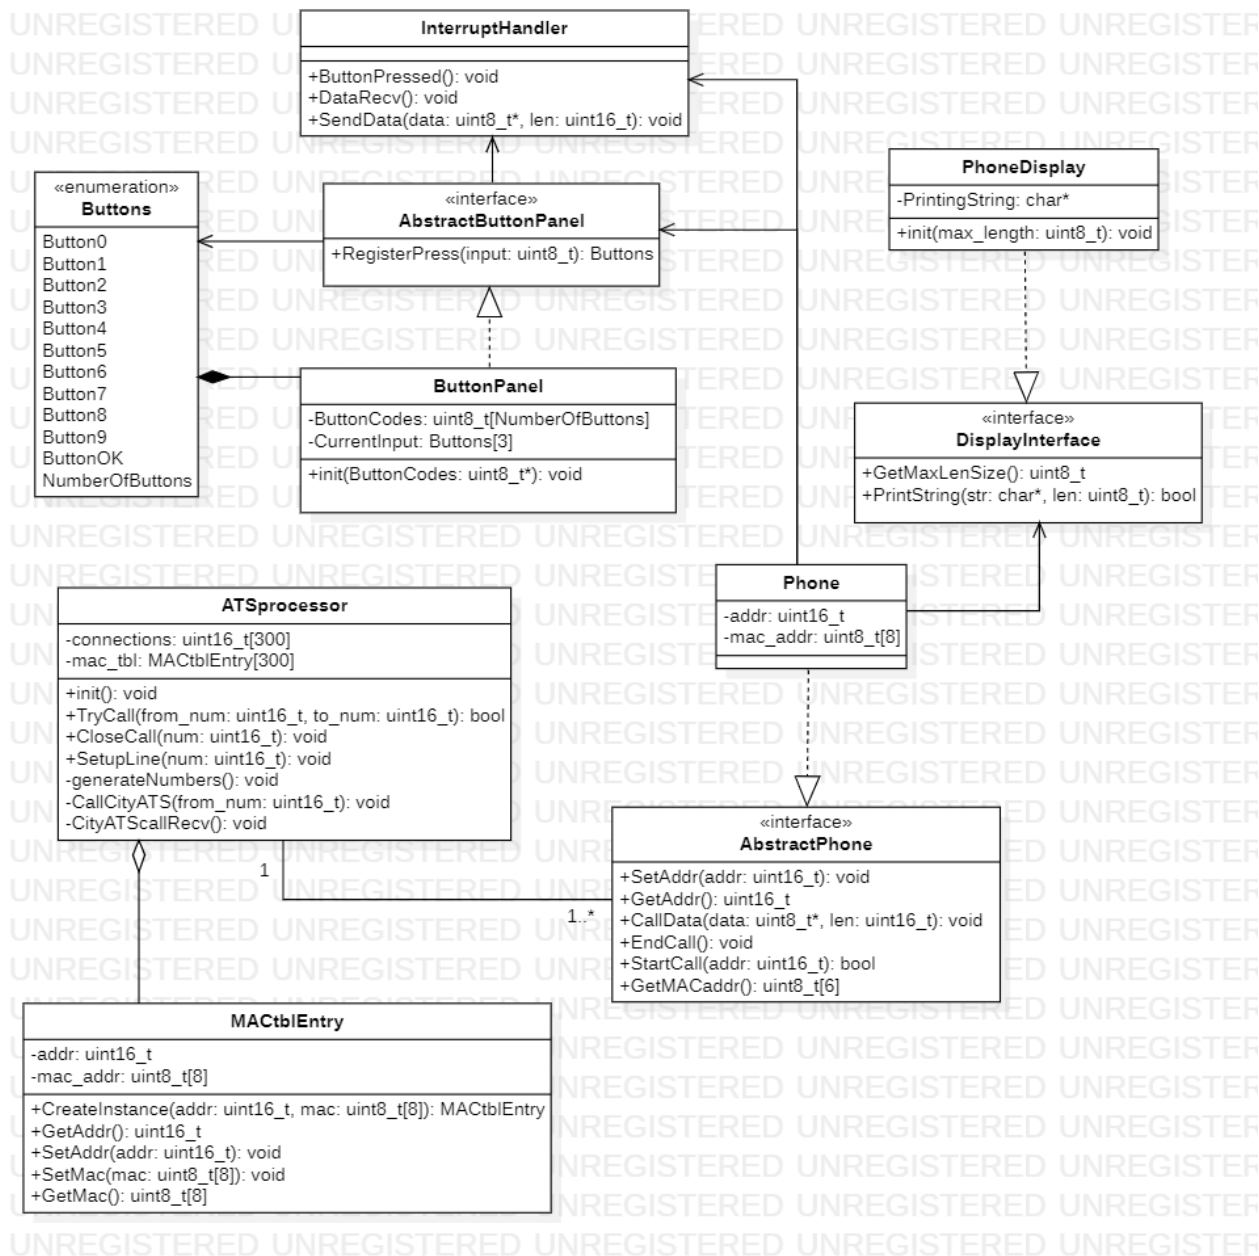 InterruptHandler
+ButtonPressed(): void
+DataRecv(): void
+SendData(data: uint8_t*, len: uint16_t): void
«enumeration»
Buttons
Button0
Button1
Button2
Button3
Button4
Button5
Button6
Button7
Button8
Button9
ButtonOK
NumberOfButtons
«interface»
AbstractButtonPanel
+RegisterPress(input: uint8_t): Buttons
PhoneDisplay
-PrintingString: char*
+init(max_length: uint8_t): void
ButtonPanel
-ButtonCodes: uint8_t[NumberOfButtons]
-CurrentInput: Buttons[3]
+init(ButtonCodes: uint8_t*): void
«interface»
DisplayInterface
+GetMaxLenSize(): uint8_t
+PrintString(str: char*, len: uint8_t): bool
Phone
-addr: uint16_t
-mac_addr: uint8_t[8]
ATSprocessor
-connections: uint16_t[300]
-mac_tbl: MACtblEntry[300]
+init(): void
+TryCall(from_num: uint16_t, to_num: uint16_t): bool
+CloseCall(num: uint16_t): void
+SetupLine(num: uint16_t): void
-generateNumbers(): void
-CallCityATS(from_num: uint16_t): void
-CityATScallRecv(): void
1
1..*
«interface»
AbstractPhone
+SetAddr(addr: uint16_t): void
+GetAddr(): uint16_t
+CallData(data: uint8_t*, len: uint16_t): void
+EndCall(): void
+StartCall(addr: uint16_t): bool
+GetMACaddr(): uint8_t[6]
MACtblEntry
-addr: uint16_t
-mac_addr: uint8_t[8]
+CreateInstance(addr: uint16_t, mac: uint8_t[8]): MACtblEntry
+GetAddr(): uint16_t
+SetAddr(addr: uint16_t): void
+SetMac(mac: uint8_t[8]): void
+GetMac(): uint8_t[8]
UNREGISTERED